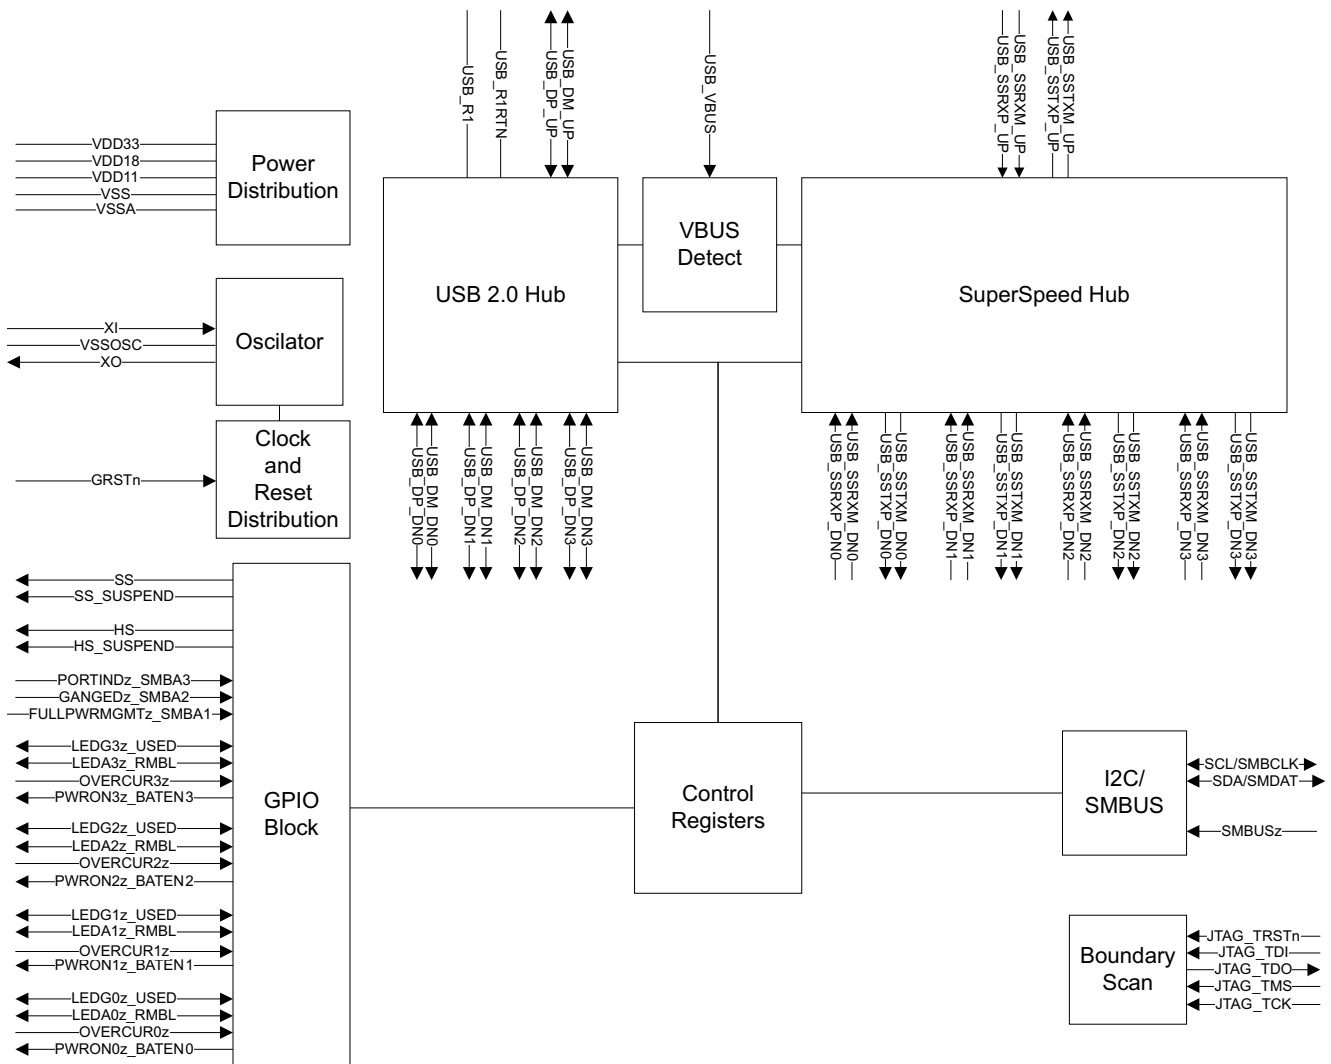 USB_R1
USB_R1RTN
USB_DP_UP
USB_DM_UP
USB_VBUS
USB_SSRXP_UP
USB_SSRXM_UP
USB_SSTXP_UP
USB_SSTXM_UP
VDD33
VDD18
VDD11
VSS
VSSA
Power
Distribution
XI
VSSOSC
XO
Oscilator
GRSTn
Clock
and
Reset
Distribution
USB 2.0 Hub
VBUS
Detect
SuperSpeed Hub
USB_DP_DN0
USB_DM_DN0
USB_DP_DN1
USB_DM_DN1
USB_DP_DN2
USB_DM_DN2
USB_DP_DN3
USB_DM_DN3
USB_SSRXP_DN0
USB_SSRXM_DN0
USB_SSTXP_DN0
USB_SSTXM_DN0
USB_SSRXP_DN1
USB_SSRXM_DN1
USB_SSTXP_DN1
USB_SSTXM_DN1
USB_SSRXP_DN2
USB_SSRXM_DN2
USB_SSTXP_DN2
USB_SSTXM_DN2
USB_SSRXP_DN3
USB_SSRXM_DN3
USB_SSTXP_DN3
USB_SSTXM_DN3
SS
SS_SUSPEND
HS
HS_SUSPEND
PORTINDz_SMBA3
GANGEDz_SMBA2
FULLPWRMGMTz_SMBA1
LEDG3z_USED
LEDA3z_RMBL
OVERCUR3z
PWRON3z_BATEN3
LEDG2z_USED
LEDA2z_RMBL
OVERCUR2z
PWRON2z_BATEN2
LEDG1z_USED
LEDA1z_RMBL
OVERCUR1z
PWRON1z_BATEN1
LEDG0z_USED
LEDA0z_RMBL
OVERCUR0z
PWRON0z_BATEN0
GPIO
Block
Control
Registers
I2C/
SMBUS
SCL/SMBCLK
SDA/SMDAT
SMBUSz
Boundary
Scan
JTAG_TRSTn
JTAG_TDI
JTAG_TDO
JTAG_TMS
JTAG_TCK